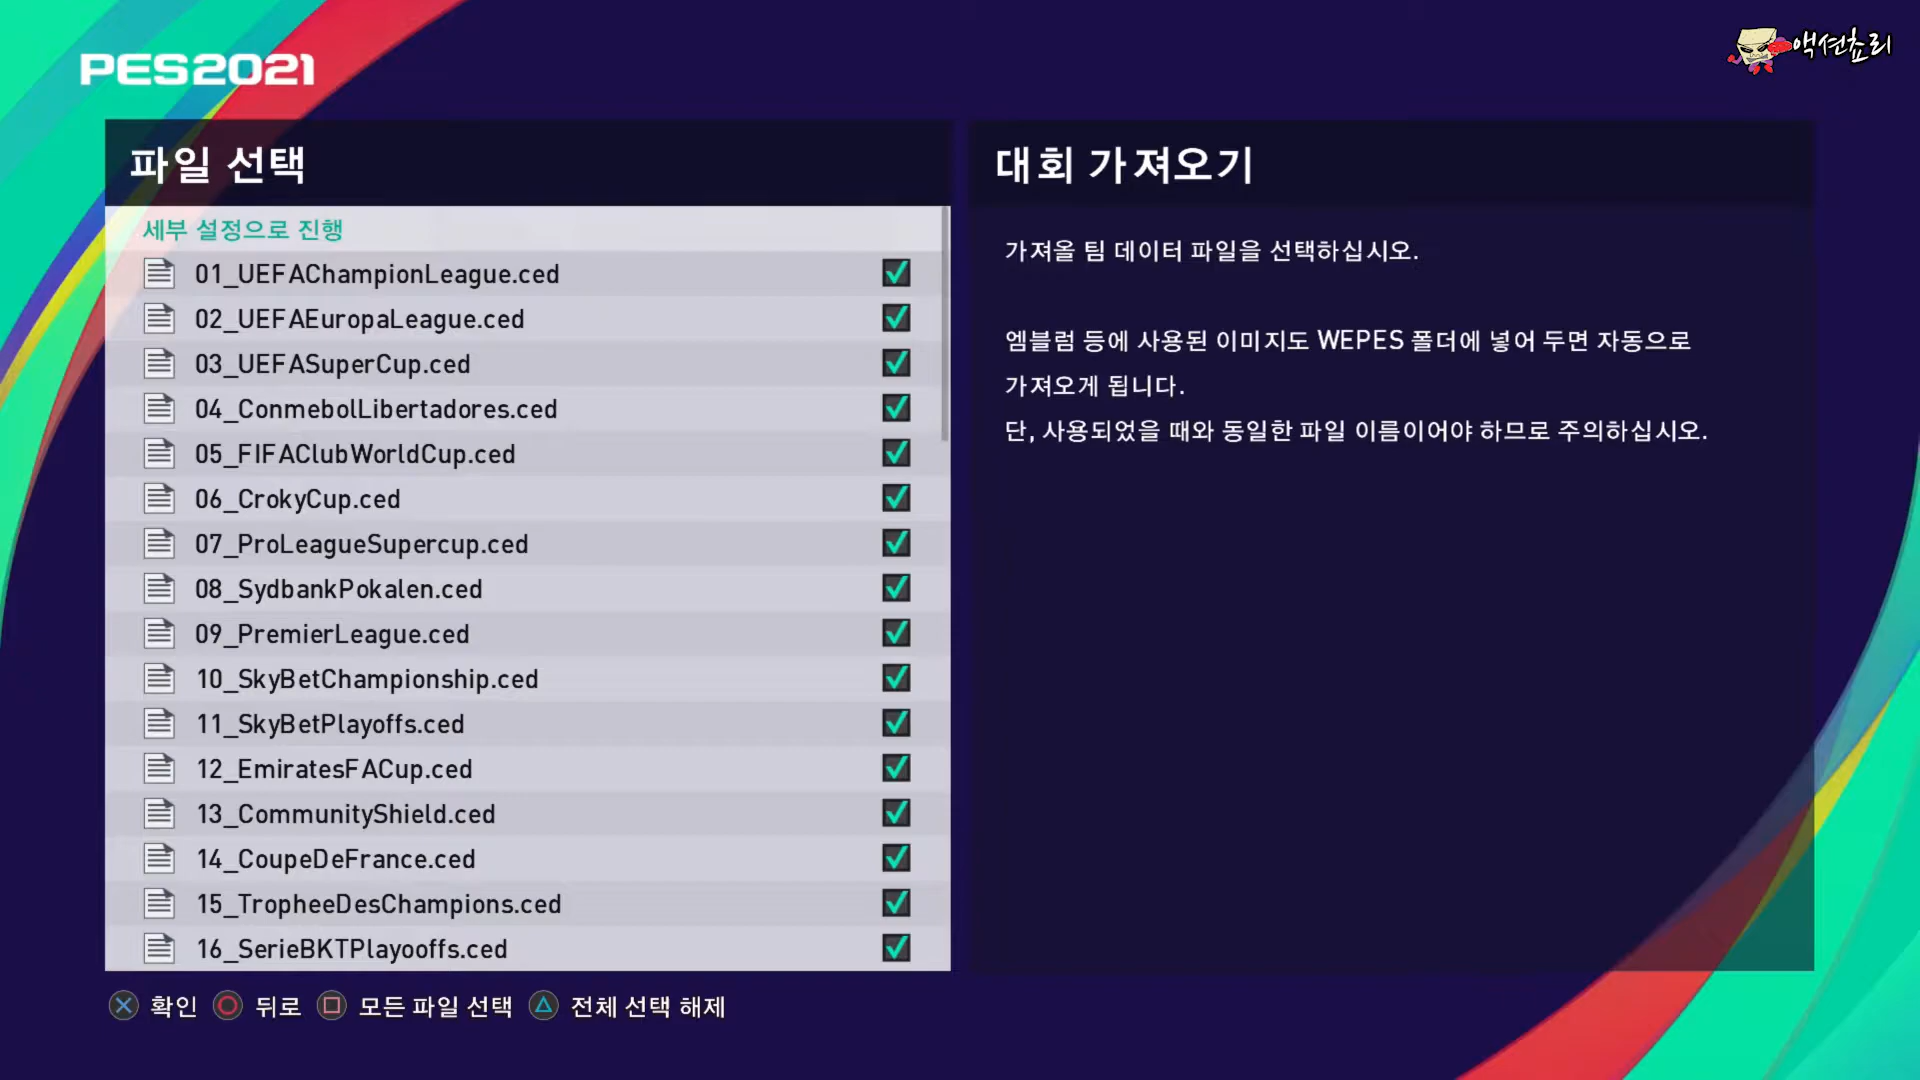 PES2021
액션쵸리
파일 선택
세부 설정으로 진행
01_UEFAChampionLeague.ced
02_UEFAEuropaLeague.ced
03_UEFASuperCup.ced
04_ConmebolLibertadores.ced
05_FIFAClubWorldCup.ced
06_CrokyCup.ced
07_ProLeagueSupercup.ced
08_SydbankPokalen.ced
09_PremierLeague.ced
10_SkyBetChampionship.ced
11_SkyBetPlayoffs.ced
12_EmiratesFACup.ced
13_CommunityShield.ced
14_CoupeDeFrance.ced
15_TropheeDesChampions.ced
16_SerieBKTPlayooffs.ced
대회 가져오기
가져올 팀 데이터 파일을 선택하십시오.
엠블럼 등에 사용된 이미지도 WEPES 폴더에 넣어 두면 자동으로
가져오게 됩니다.
단, 사용되었을 때와 동일한 파일 이름이어야 하므로 주의하십시오.
확인 뒤로 모든 파일 선택 전체 선택 해제